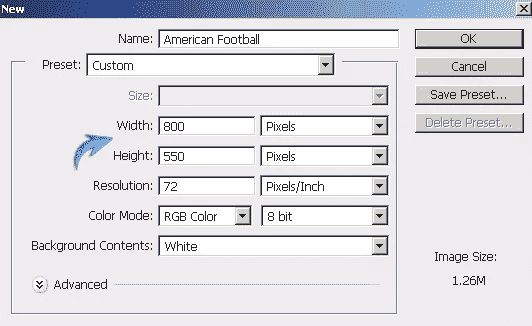 New
Name: American Football
OK
Preset: Custom
Cancel
Size:
Save Preset...
Width: 800 Pixels
Delete Preset...
Height: 550 Pixels
Resolution: 72 Pixels/Inch
Color Mode: RGB Color 8 bit
Background Contents: White
Image Size:
1.26M
Advanced